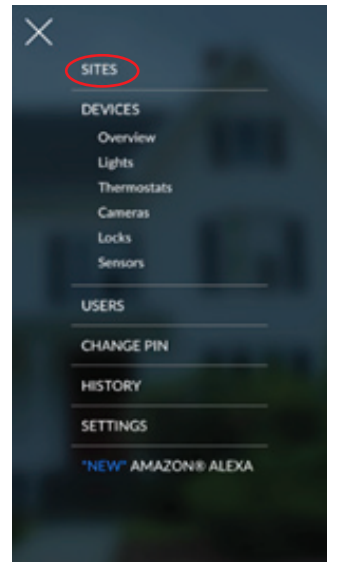 SITES
DEVICES
Overview
Lights
Thermostats
Cameras
Locks
Sensors
USERS
CHANGE PIN
HISTORY
SETTINGS
"NEW" AMAZON® ALEXA